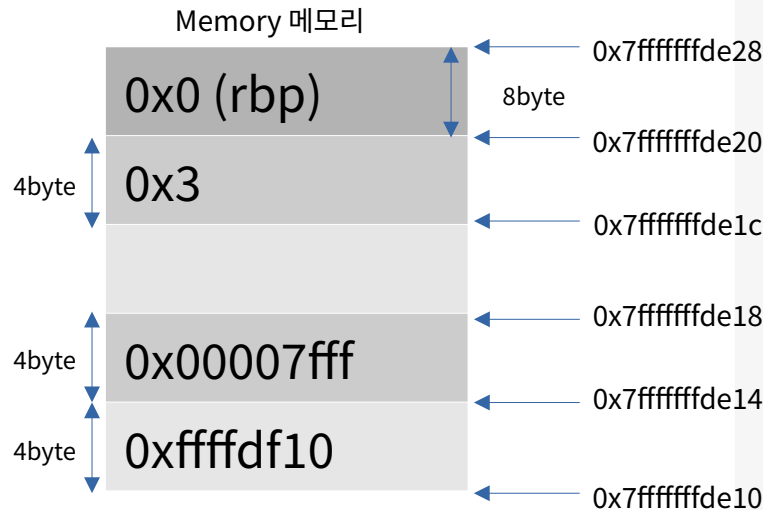 Memory 메모리
0x7fffffffde28
0x0 (rbp)
8byte
0x7fffffffde20
4byte
0x3
0x7fffffffde1c
0x7fffffffde18
4byte
0x00007fff
0x7fffffffde14
4byte
0xffffdf10
0x7fffffffde10